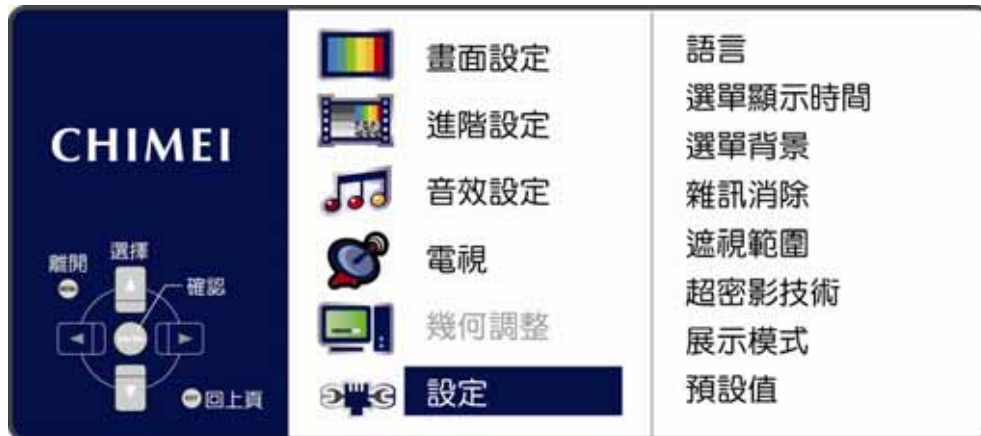 CHIMEI
離開
選擇
確認
回上頁
畫面設定
進階設定
音效設定
電視
幾何調整
設定
語言
選單顯示時間
選單背景
雜訊消除
遮視範圍
超密影技術
展示模式
預設值